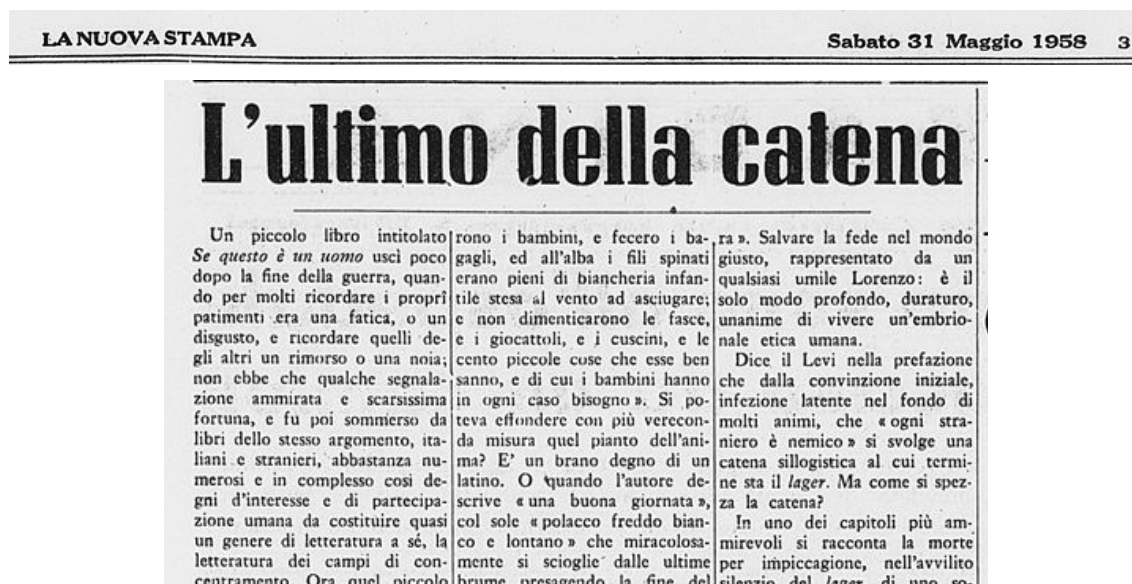 LA NUOVA STAMPA
Sabato 31 Maggio 1958 3
L'ultimo della catena
Un piccolo libro intitolato
Se questo è un uomo uscì poco
dopo la fine della guerra, quan-
do per molti ricordare i proprî
patimenti era una fatica, o un
disgusto, e ricordare quelli de-
gli altri un rimorso o una noia;
non ebbe che qualche segnala-
zione ammirata e scarsissima
fortuna, e fu poi sommerso da
libri dello stesso argomento, ita-
liani e stranieri, abbastanza nu-
merosi e in complesso così de-
gni d'interesse e di partecipa-
zione umana da costituire quasi
un genere di letteratura a sé, la
letteratura dei campi di con-
centramento. Ora quel piccolo
rono i bambini, e fecero i ba-
gagli, ed all'alba i fili spinati
erano pieni di biancheria infan-
tile stesa al vento ad asciugare;
e non dimenticarono le fasce,
e i giocattoli, e i cuscini, e le
cento piccole cose che esse ben
sanno, e di cui i bambini hanno
in ogni caso bisogno ». Si po-
teva effondere con più verecon-
da misura quel pianto dell'ani-
ma? E' un brano degno di un
latino. O quando l'autore de-
scrive « una buona giornata »,
col sole « polacco freddo bian-
co e lontano » che miracolosa-
mente si scioglie dalle ultime
brume presagendo la fine del
ra ». Salvare la fede nel mondo
giusto, rappresentato da un
qualsiasi umile Lorenzo: è il
solo modo profondo, duraturo,
unanime di vivere un'embrio-
nale etica umana.
Dice il Levi nella prefazione
che dalla convinzione iniziale,
infezione latente nel fondo di
molti animi, che « ogni stra-
niero è nemico » si svolge una
catena sillogistica al cui termi-
ne sta il lager. Ma come si spez-
za la catena?
In uno dei capitoli più am-
mirevoli si racconta la morte
per impiccagione, nell'avvilito
silenzio del lager, di uno so-